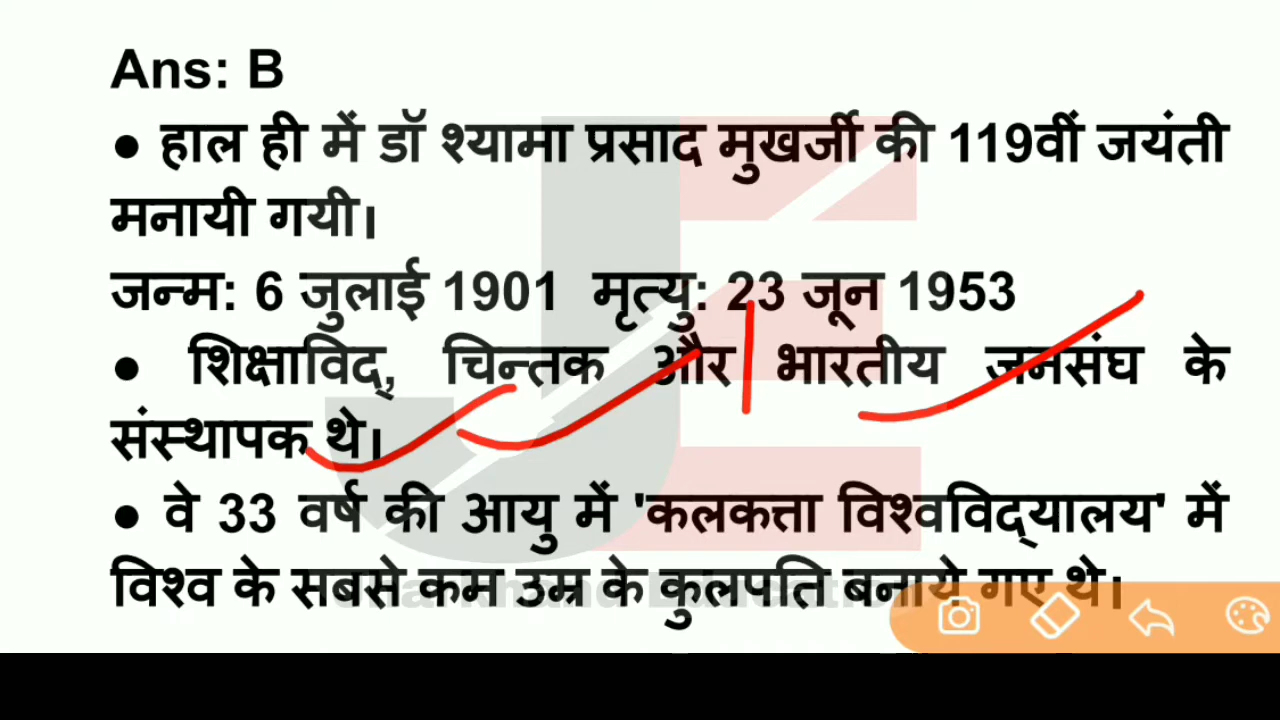 Ans: B
● हाल ही में डॉ श्यामा प्रसाद मुखर्जी की 119वीं जयंती
मनायी गयी।
जन्म: 6 जुलाई 1901 मृत्यु: 23 जून 1953
● शिक्षाविद्, चिन्तक और भारतीय जनसंघ के
संस्थापक थे।
● वे 33 वर्ष की आयु में 'कलकत्ता विश्वविद्यालय' में
विश्व के सबसे कम उम्र के कुलपति बनाये गए थे।